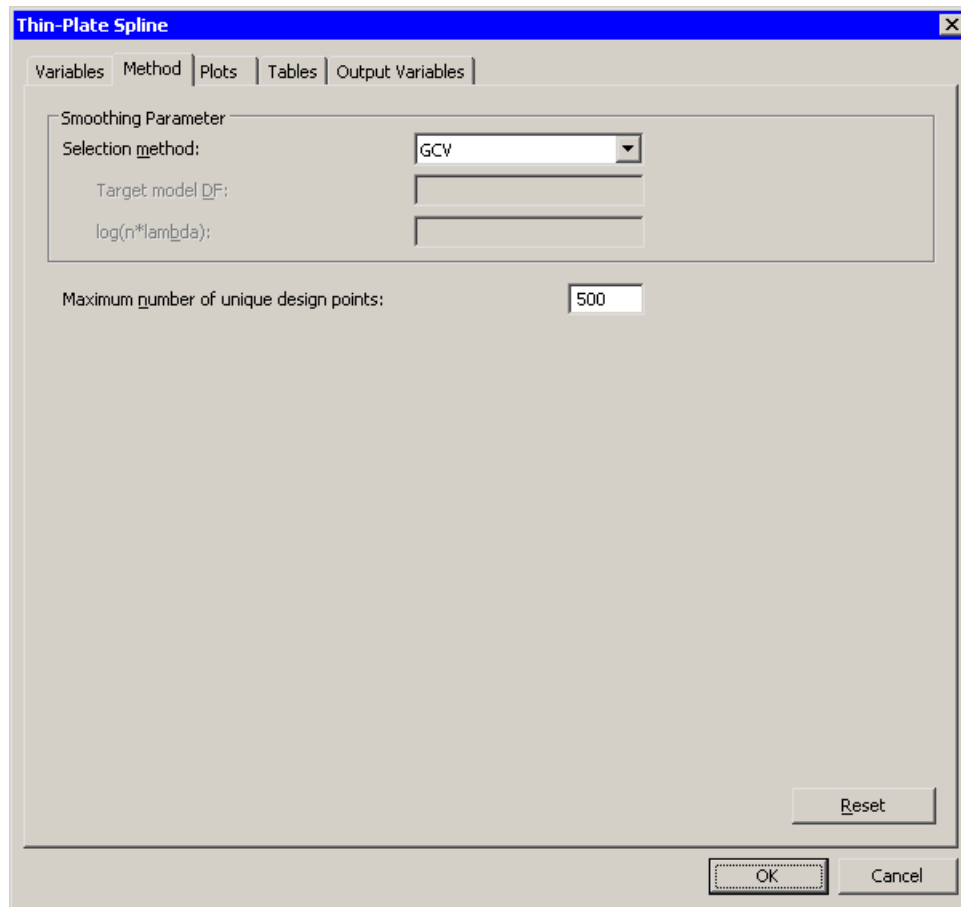 Thin-Plate Spline
Variables Method Plots Tables Output Variables
Smoothing Parameter
Selection method: GCV
Target model DF:
log(n*lambda):
Maximum number of unique design points: 500
Reset
OK Cancel